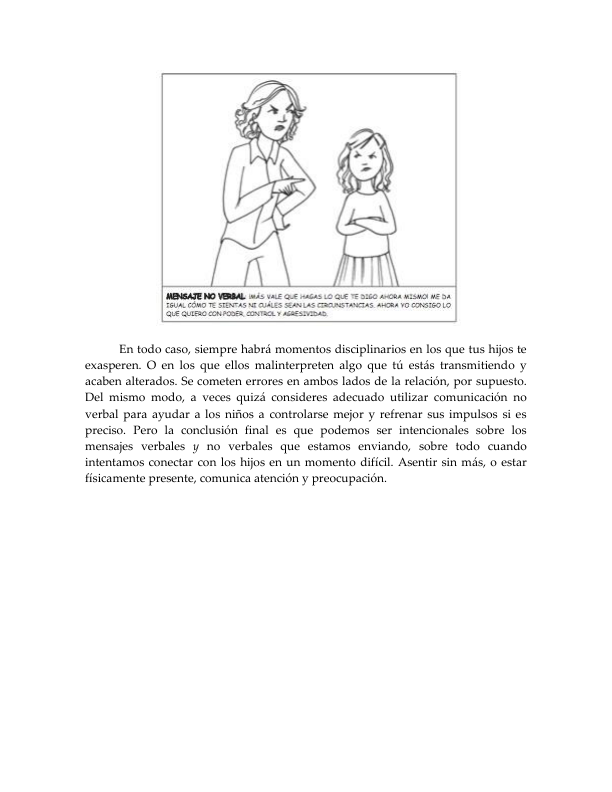 MENSAJE NO VERBAL: ¡MÁS VALE QUE HAGAS LO QUE TE DIGO AHORA MISMO! ME DA
IGUAL CÓMO TE SIENTAS NI CUÁLES SEAN LAS CIRCUNSTANCIAS. AHORA YO CONSIGO LO
QUE QUIERO CON PODER, CONTROL Y AGRESIVIDAD.
En todo caso, siempre habrá momentos disciplinarios en los que tus hijos te
exasperen. O en los que ellos malinterpreten algo que tú estás transmitiendo y
acaben alterados. Se cometen errores en ambos lados de la relación, por supuesto.
Del mismo modo, a veces quizá consideres adecuado utilizar comunicación no
verbal para ayudar a los niños a controlarse mejor y refrenar sus impulsos si es
preciso. Pero la conclusión final es que podemos ser intencionales sobre los
mensajes verbales y no verbales que estamos enviando, sobre todo cuando
intentamos conectar con los hijos en un momento difícil. Asentir sin más, o estar
físicamente presente, comunica atención y preocupación.